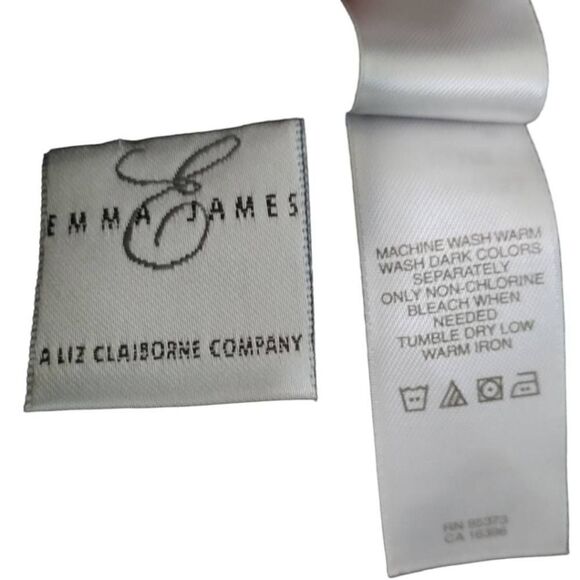 E
EMMA JAMES
A LIZ CLAIBORNE COMPANY
MACHINE WASH WARM
WASH DARK COLORS
SEPARATELY
ONLY NON-CHLORINE
BLEACH WHEN
NEEDED
TUMBLE DRY LOW
WARM IRON
RN 85373
CA 16396